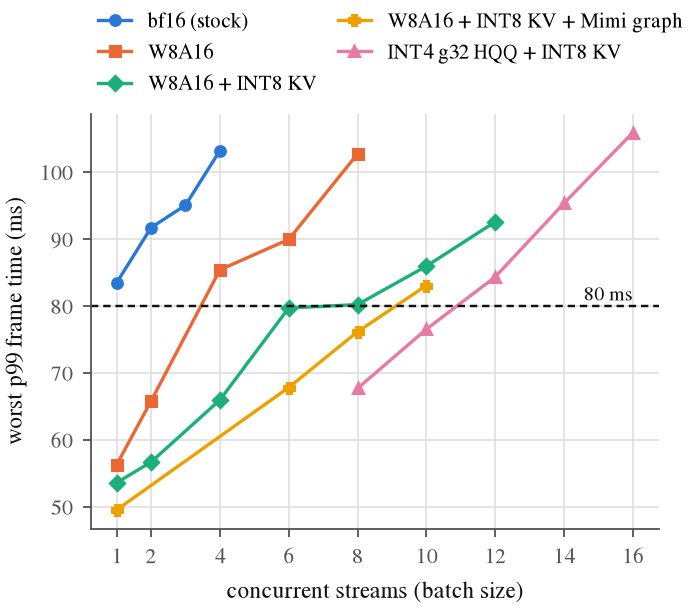 bf16 (stock)
W8A16
W8A16 + INT8 KV
W8A16 + INT8 KV + Mimi graph
INT4 g32 HQQ + INT8 KV
worst p99 frame time (ms)
100
90
80
70
60
50
80 ms
1 2 4 6 8 10 12 14 16
concurrent streams (batch size)